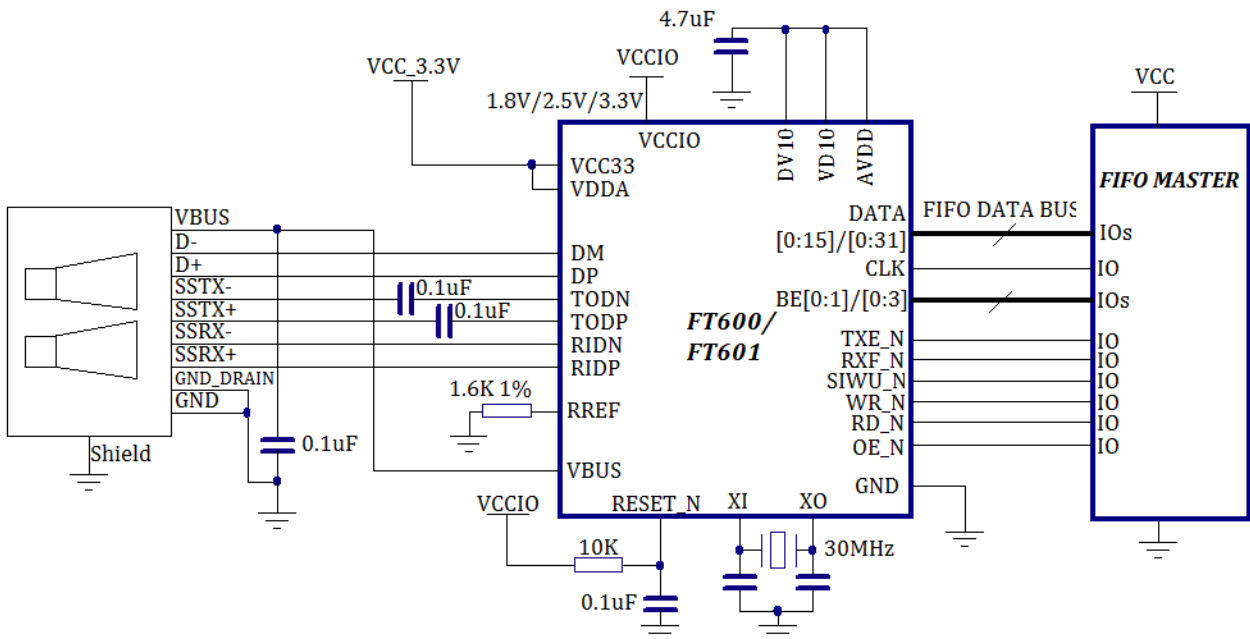 4.7uF
VCC_3.3V
VCCIO
1.8V/2.5V/3.3V
VCC
VCCIO
DV10
VD10
AVDD
VCC33
VDDA
FIFO MASTER
VBUS
D-
D+
SSTX-
SSTX+
SSRX-
SSRX+
GND_DRAIN
GND
Shield
0.1uF
0.1uF
0.1uF
1.6K 1%
DM
DP
TODN
TODP
RIDN
RIDP
RREF
VBUS
FT600/
FT601
DATA
[0:15]/[0:31]
CLK
BE[0:1]/[0:3]
TXE_N
RXF_N
SIWU_N
WR_N
RD_N
OE_N
GND
FIFO DATA BUS
IOs
IO
IOs
IO
IO
IO
IO
IO
IO
RESET_N
XI
XO
VCCIO
10K
0.1uF
30MHz